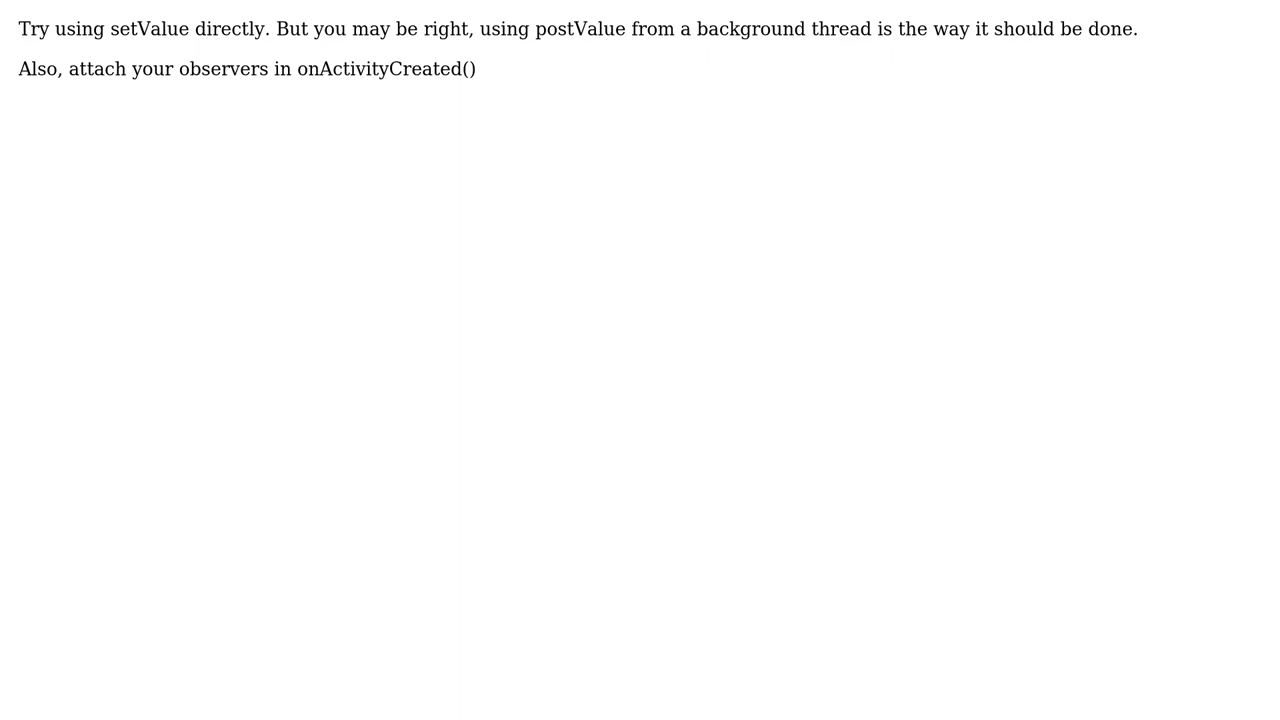 Try using setValue directly. But you may be right, using postValue from a background thread is the way it should be done.
Also, attach your observers in onActivityCreated()